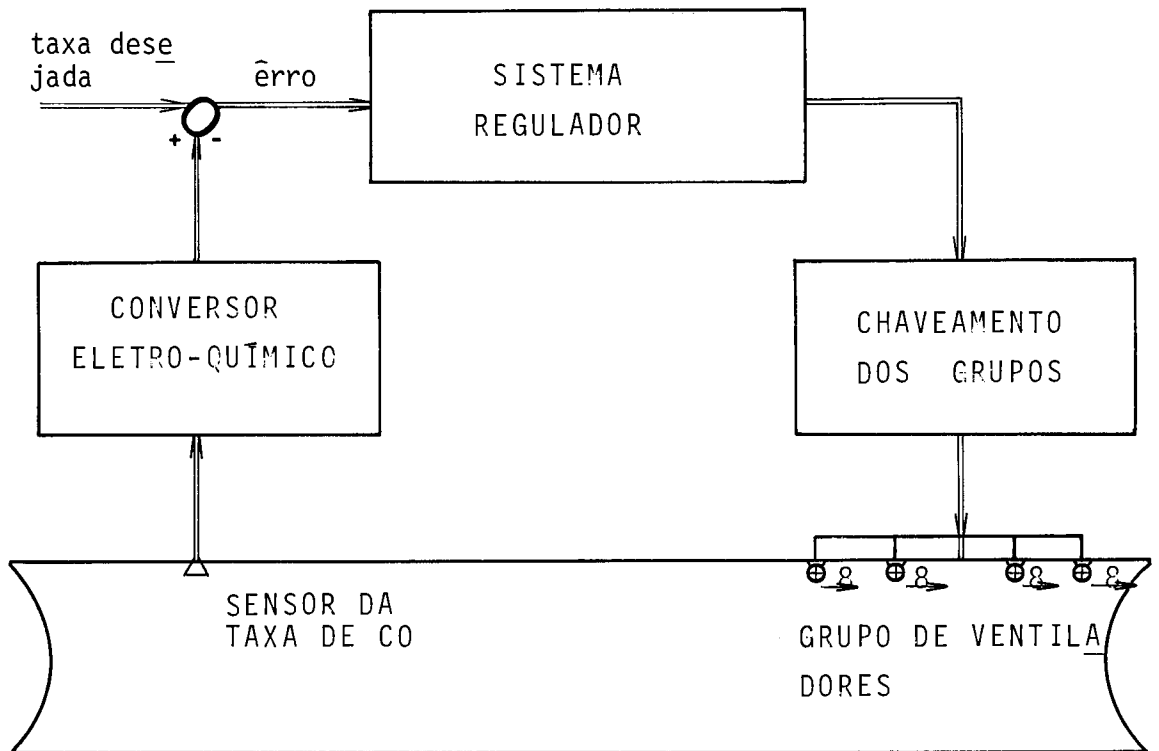 taxa dese
jada
êrro
SISTEMA
REGULADOR
+ -
CONVERSOR
ELETRO-QUÍMICO
CHAVEAMENTO
DOS GRUPOS
SENSOR DA
TAXA DE CO
GRUPO DE VENTILA
DORES